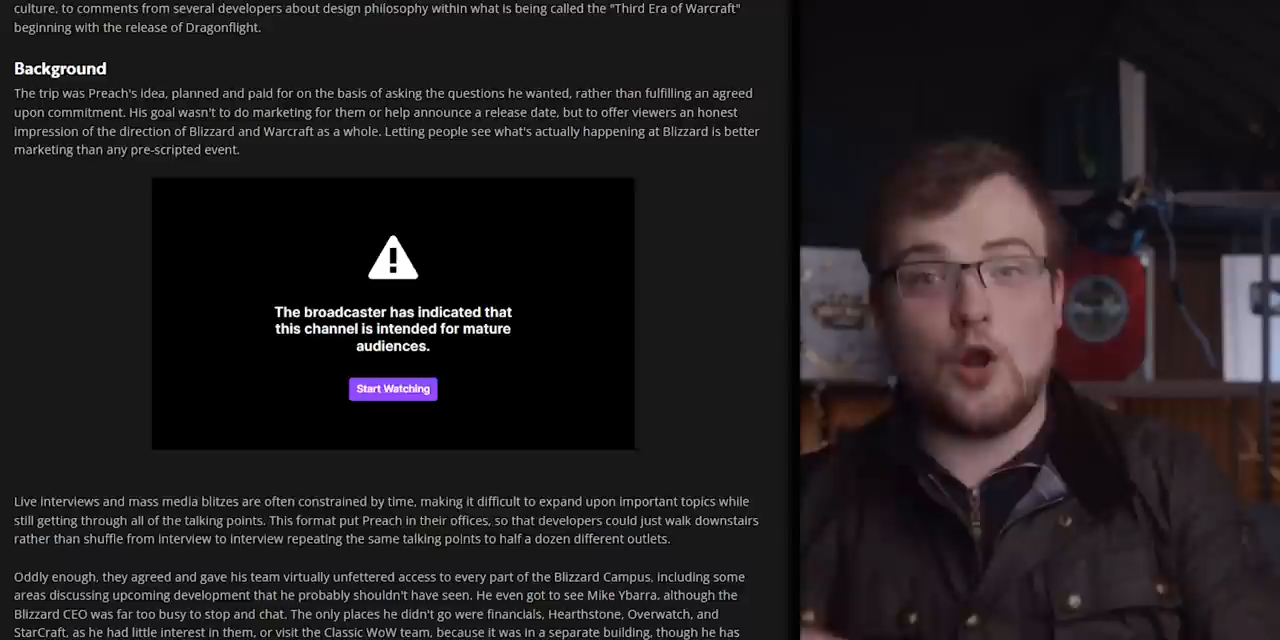 culture, to comments from several developers about design philosophy within what is being called the "Third Era of Warcraft"
beginning with the release of Dragonflight.
Background
The trip was Preach's idea, planned and paid for on the basis of asking the questions he wanted, rather than fulfilling an agreed
upon commitment. His goal wasn't to do marketing for them or help announce a release date, but to offer viewers an honest
impression of the direction of Blizzard and Warcraft as a whole. Letting people see what's actually happening at Blizzard is better
marketing than any pre-scripted event.
The broadcaster has indicated that
this channel is intended for mature
audiences.
Start Watching
Live interviews and mass media blitzes are often constrained by time, making it difficult to expand upon important topics while
still getting through all of the talking points. This format put Preach in their offices, so that developers could just walk downstairs
rather than shuffle from interview to interview repeating the same talking points to half a dozen different outlets.
Oddly enough, they agreed and gave his team virtually unfettered access to every part of the Blizzard Campus, including some
areas discussing upcoming development that he probably shouldn't have seen. He even got to see Mike Ybarra, although the
Blizzard CEO was far too busy to stop and chat. The only places he didn't go were financials, Hearthstone, Overwatch, and
StarCraft, as he had little interest in them, or visit the Classic WoW team, because it was in a separate building, though he has